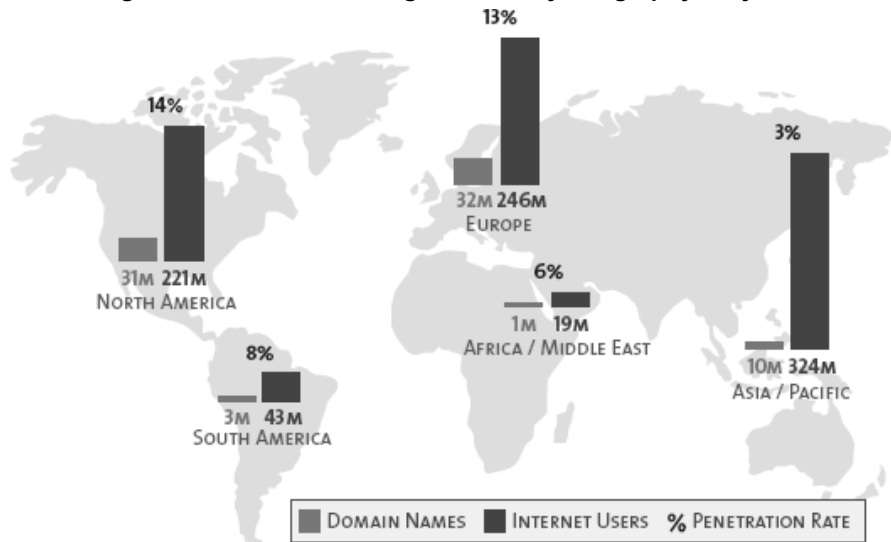 13%
14%
3%
32M 246M
EUROPE
6%
31M 221M
NORTH AMERICA
1M 19M
AFRICA / MIDDLE EAST
8%
10M 324M
ASIA / PACIFIC
3M 43M
SOUTH AMERICA
DOMAIN NAMES INTERNET USERS % PENETRATION RATE